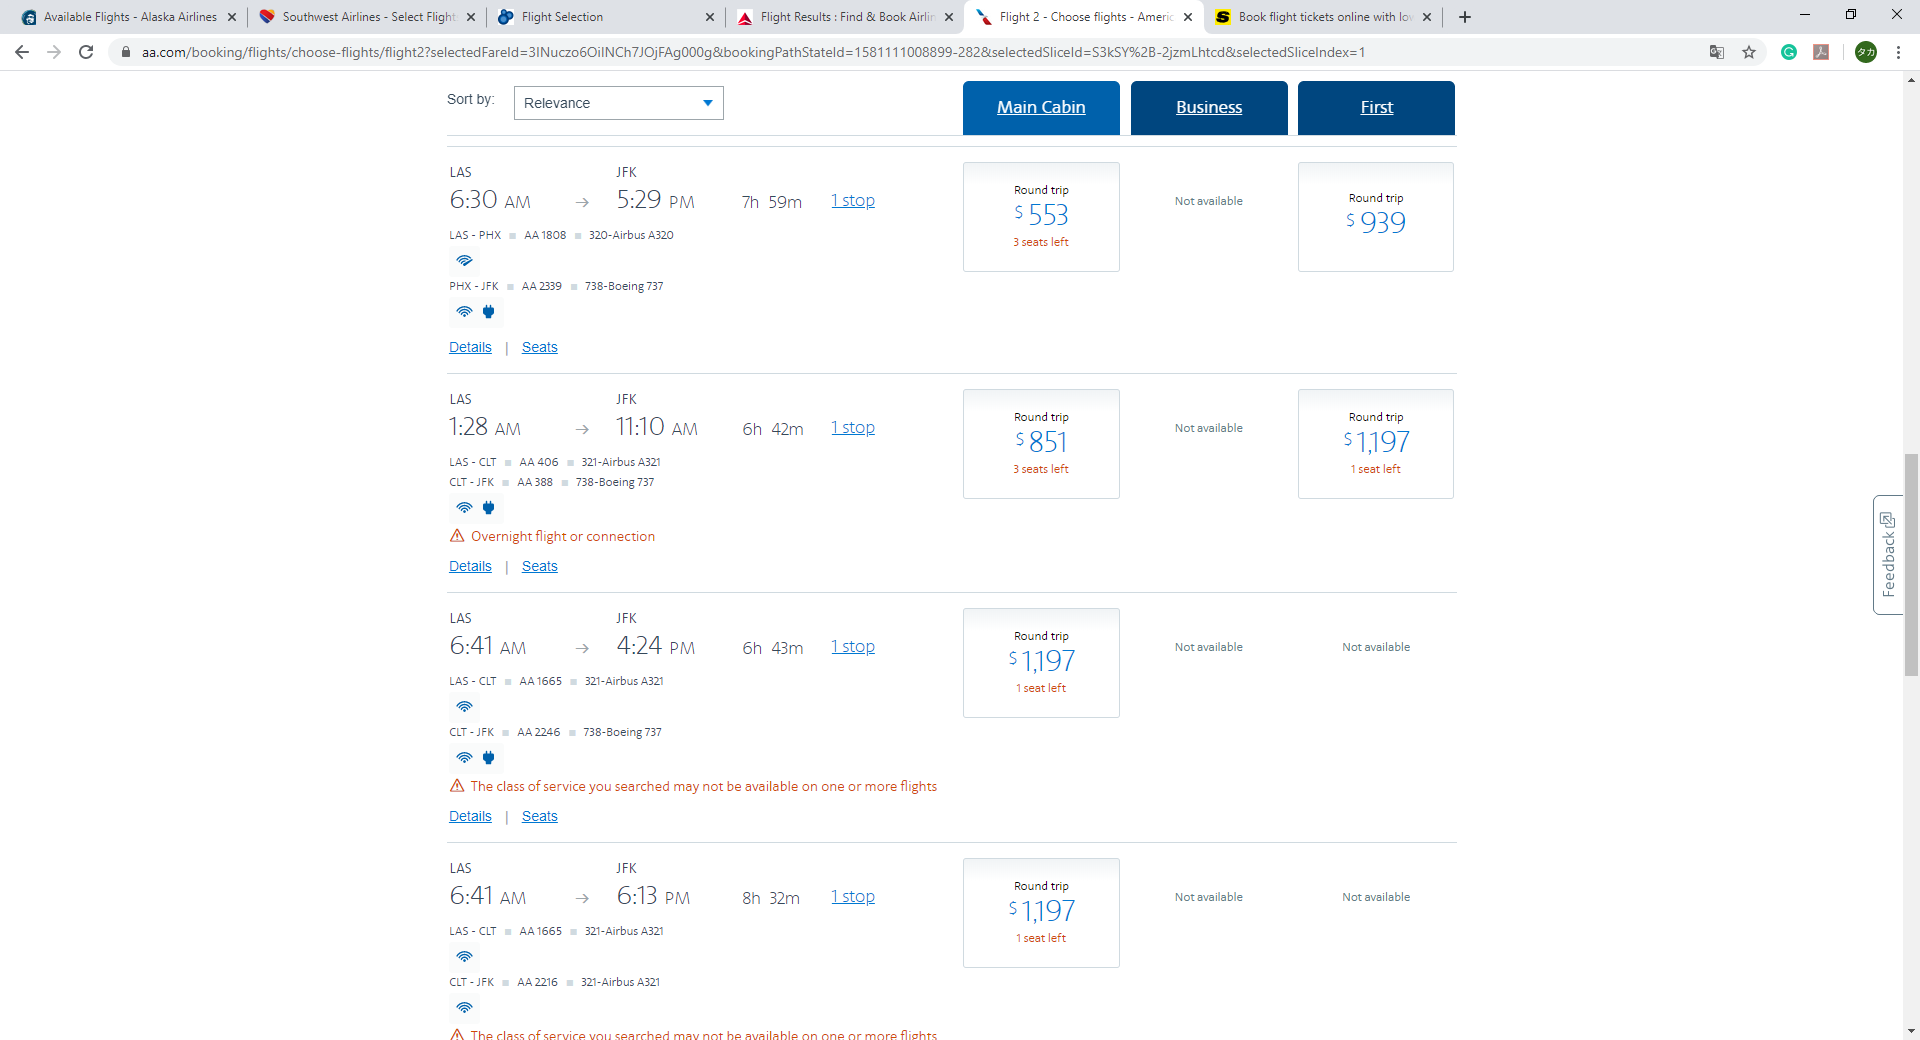 Available Flights - Alaska Airlines
Southwest Airlines - Select Flight
Flight Selection
Flight Results : Find & Book Airlin
Flight 2 - Choose flights - Americ
Book flight tickets online with low
aa.com/booking/flights/choose-flights/flight2?selectedFareId=3INuczo6OiINCh7JOjFAg000g&bookingPathStateId=1581111008899-282&selectedSliceId=S3kSY%2B-2jzmLhtcd&selectedSliceIndex=1
タカ
Sort by: Relevance
Main Cabin Business First
LAS JFK
6:30 AM → 5:29 PM 7h 59m 1 stop
LAS - PHX AA 1808 320-Airbus A320
PHX - JFK AA 2339 738-Boeing 737
Details | Seats
Round trip
$ 553
3 seats left
Not available
Round trip
$ 939
LAS JFK
1:28 AM → 11:10 AM 6h 42m 1 stop
LAS - CLT AA 406 321-Airbus A321
CLT - JFK AA 388 738-Boeing 737
Overnight flight or connection
Details | Seats
Round trip
$ 851
3 seats left
Not available
Round trip
$ 1,197
1 seat left
LAS JFK
6:41 AM → 4:24 PM 6h 43m 1 stop
LAS - CLT AA 1665 321-Airbus A321
CLT - JFK AA 2246 738-Boeing 737
The class of service you searched may not be available on one or more flights
Details | Seats
Round trip
$ 1,197
1 seat left
Not available
Not available
LAS JFK
6:41 AM → 6:13 PM 8h 32m 1 stop
LAS - CLT AA 1665 321-Airbus A321
CLT - JFK AA 2216 321-Airbus A321
The class of service you searched may not be available on one or more flights
Round trip
$ 1,197
1 seat left
Not available
Not available
Feedback